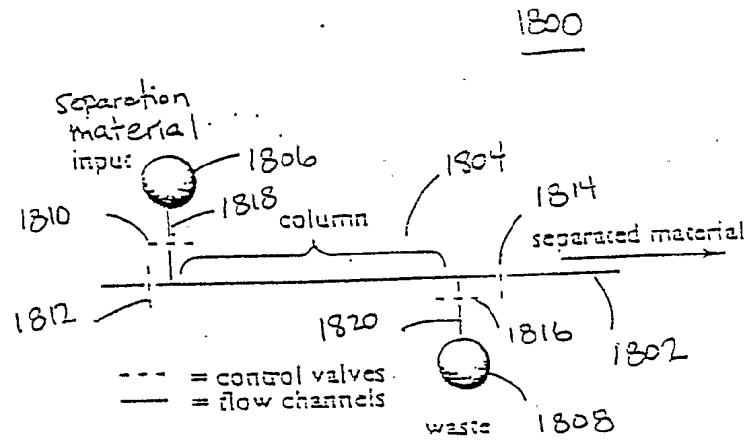 1800
Separation
material
input
1806
1804
1818
1814
1810
column
separated material
1812
1820
1816
1802
--- = control valves
— = flow channels
waste
1808